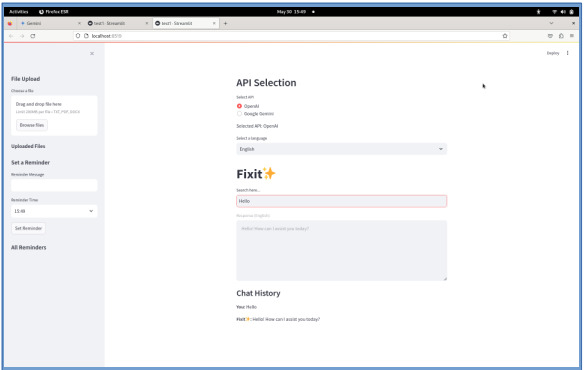 Activities Firefox ESR May 30 15:49
Gemini × test1 · Streamlit × test1 · Streamlit × +
localhost:8519
Deploy
×
File Upload
Choose a file
Drag and drop file here
Limit 200MB per file • TXT, PDF, DOCX
Browse files
Uploaded Files
Set a Reminder
Reminder Message:
Reminder Time:
15:49
Set Reminder
All Reminders
API Selection
Select API:
OpenAI
Google Gemini
Selected API: OpenAI
Select a language
English
Fixit✨
Search here...
Hello
Response (English):
Hello! How can I assist you today?
Chat History
You: Hello
Fixit✨: Hello! How can I assist you today?